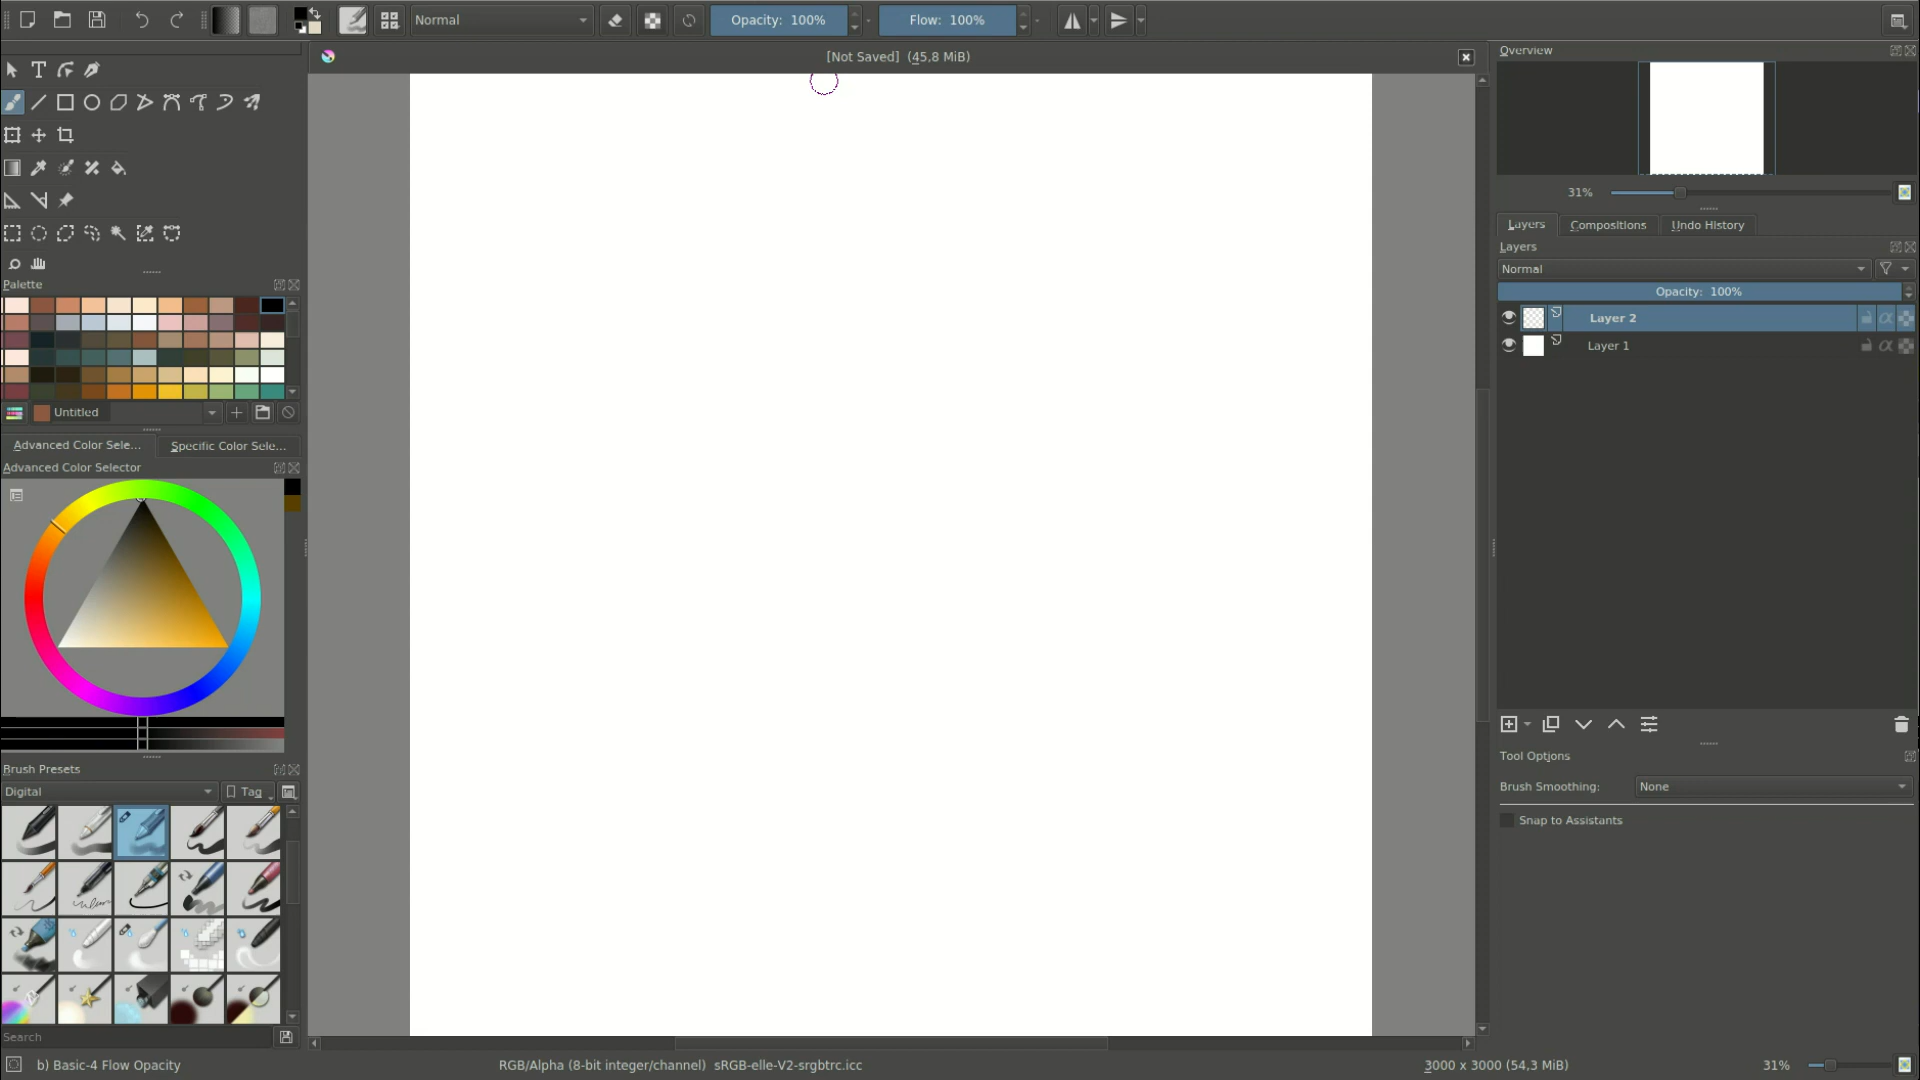 Normal
Opacity: 100%
Flow: 100%
[Not Saved] (45,8 MiB)
Overview
31%
Layers
Compositions
Undo History
Layers
Normal
Opacity: 100%
Layer 2
Layer 1
Tool Options
Brush Smoothing:
None
Snap to Assistants
Palette
Untitled
Advanced Color Sele...
Specific Color Sele...
Advanced Color Selector
Brush Presets
Digital
Tag
Search
b) Basic-4 Flow Opacity
RGB/Alpha (8-bit integer/channel) sRGB-elle-V2-srgbtrc.icc
3000 x 3000 (54,3 MiB)
31%